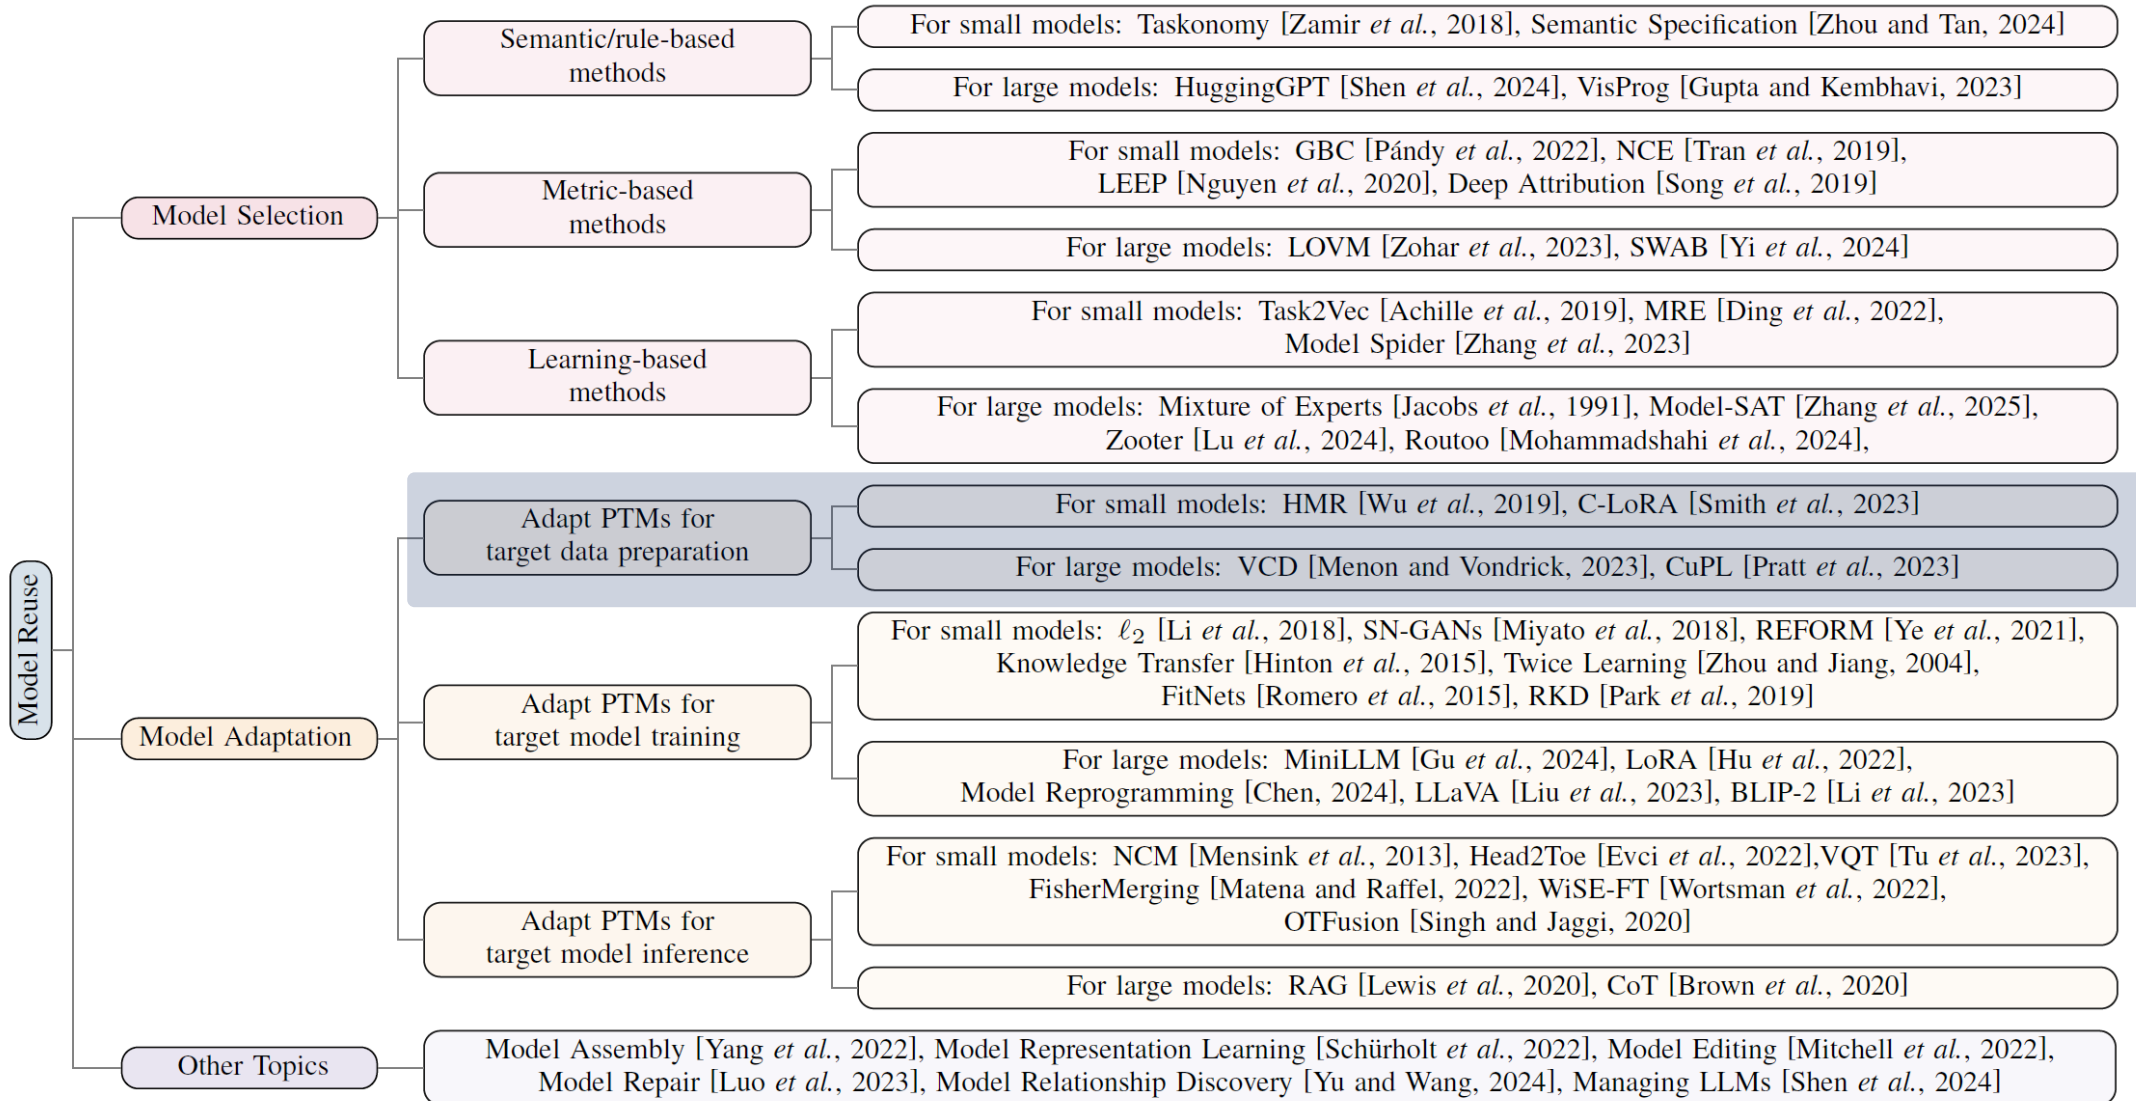 Model Reuse
Model Selection
Semantic/rule-based
methods
For small models: Taskonomy [Zamir et al., 2018], Semantic Specification [Zhou and Tan, 2024]
For large models: HuggingGPT [Shen et al., 2024], VisProg [Gupta and Kembhavi, 2023]
Metric-based
methods
For small models: GBC [Pándy et al., 2022], NCE [Tran et al., 2019],
LEEP [Nguyen et al., 2020], Deep Attribution [Song et al., 2019]
For large models: LOVM [Zohar et al., 2023], SWAB [Yi et al., 2024]
Learning-based
methods
For small models: Task2Vec [Achille et al., 2019], MRE [Ding et al., 2022],
Model Spider [Zhang et al., 2023]
For large models: Mixture of Experts [Jacobs et al., 1991], Model-SAT [Zhang et al., 2025],
Zooter [Lu et al., 2024], Routoo [Mohammadshahi et al., 2024],
Model Adaptation
Adapt PTMs for
target data preparation
For small models: HMR [Wu et al., 2019], C-LoRA [Smith et al., 2023]
For large models: VCD [Menon and Vondrick, 2023], CuPL [Pratt et al., 2023]
Adapt PTMs for
target model training
For small models: ℓ₂ [Li et al., 2018], SN-GANs [Miyato et al., 2018], REFORM [Ye et al., 2021],
Knowledge Transfer [Hinton et al., 2015], Twice Learning [Zhou and Jiang, 2004],
FitNets [Romero et al., 2015], RKD [Park et al., 2019]
For large models: MiniLLM [Gu et al., 2024], LoRA [Hu et al., 2022],
Model Reprogramming [Chen, 2024], LLaVA [Liu et al., 2023], BLIP-2 [Li et al., 2023]
Adapt PTMs for
target model inference
For small models: NCM [Mensink et al., 2013], Head2Toe [Evci et al., 2022],VQT [Tu et al., 2023],
FisherMerging [Matena and Raffel, 2022], WiSE-FT [Wortsman et al., 2022],
OTFusion [Singh and Jaggi, 2020]
For large models: RAG [Lewis et al., 2020], CoT [Brown et al., 2020]
Other Topics
Model Assembly [Yang et al., 2022], Model Representation Learning [Schürholt et al., 2022], Model Editing [Mitchell et al., 2022],
Model Repair [Luo et al., 2023], Model Relationship Discovery [Yu and Wang, 2024], Managing LLMs [Shen et al., 2024]